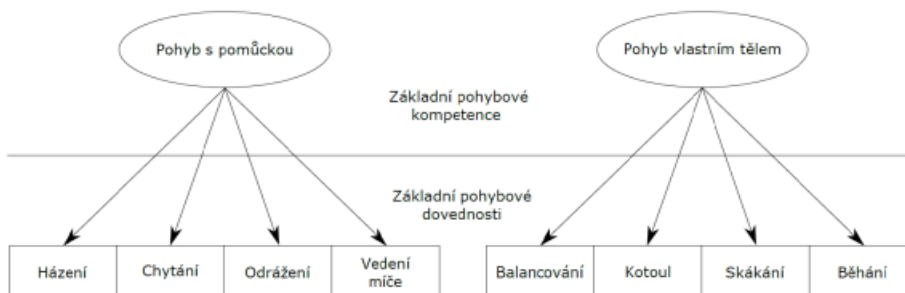 Pohyb s pomůckou
Pohyb vlastním tělem
Základní pohybové
kompetence
Základní pohybové
dovednosti
Házení
Chytání
Odrážení
Vedení
míče
Balancování
Kotoul
Skákání
Běhání